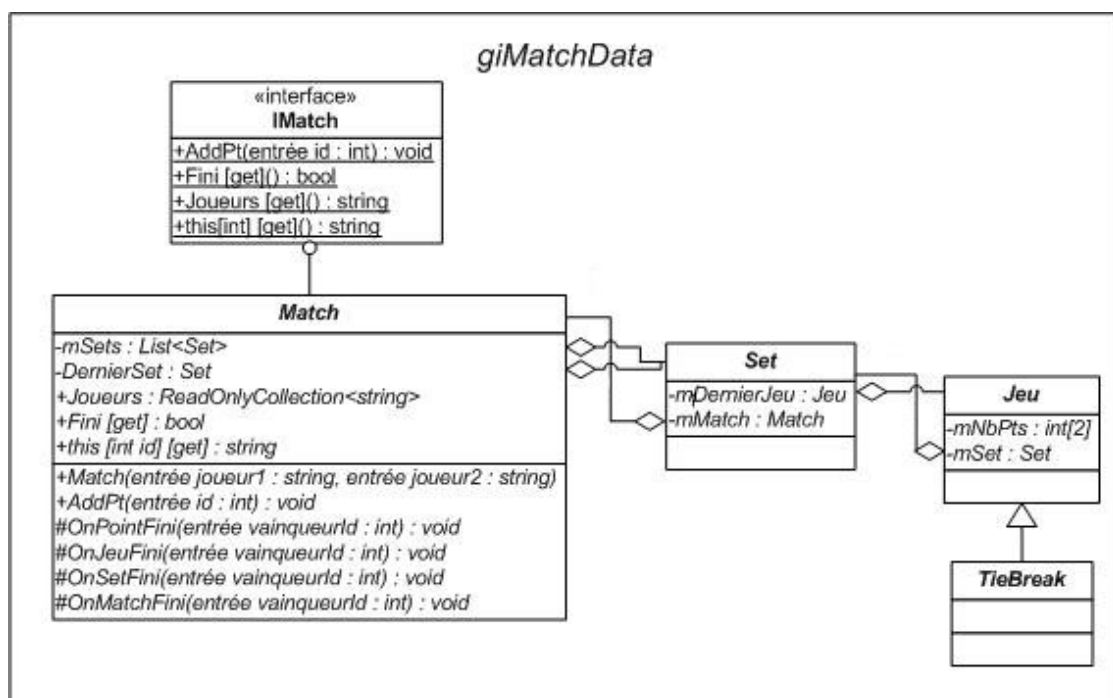 giMatchData
«interface»
IMatch
+AddPt(entrée id : int) : void
+Fini [get]() : bool
+Joueurs [get]() : string
+this[int] [get]() : string
Match
-mSets : List<Set>
-DernierSet : Set
+Joueurs : ReadOnlyCollection<string>
+Fini [get] : bool
+this [int id] [get] : string
+Match(entrée joueur1 : string, entrée joueur2 : string)
+AddPt(entrée id : int) : void
#OnPointFini(entrée vainqueurId : int) : void
#OnJeuFini(entrée vainqueurId : int) : void
#OnSetFini(entrée vainqueurId : int) : void
#OnMatchFini(entrée vainqueurId : int) : void
Set
-mDernierJeu : Jeu
-mMatch : Match
Jeu
-mNbPts : int[2]
-mSet : Set
TieBreak